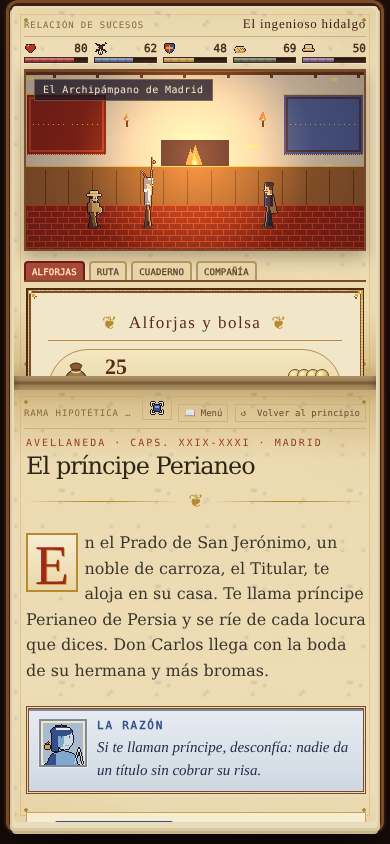 RELACIÓN DE SUCESOS
El ingenioso hidalgo
80 62 48 69 50
El Archipámpano de Madrid
ALFORJAS RUTA CUADERNO COMPAÑÍA
Alforjas y bolsa
25
RAMA HIPOTÉTICA … Menú ↺ Volver al principio
AVELLANEDA · CAPS. XXIX-XXXI · MADRID
El príncipe Perianeo
En el Prado de San Jerónimo, un
noble de carroza, el Titular, te
aloja en su casa. Te llama príncipe
Perianeo de Persia y se ríe de cada locura
que dices. Don Carlos llega con la boda
de su hermana y más bromas.
LA RAZÓN
Si te llaman príncipe, desconfía: nadie da
un título sin cobrar su risa.